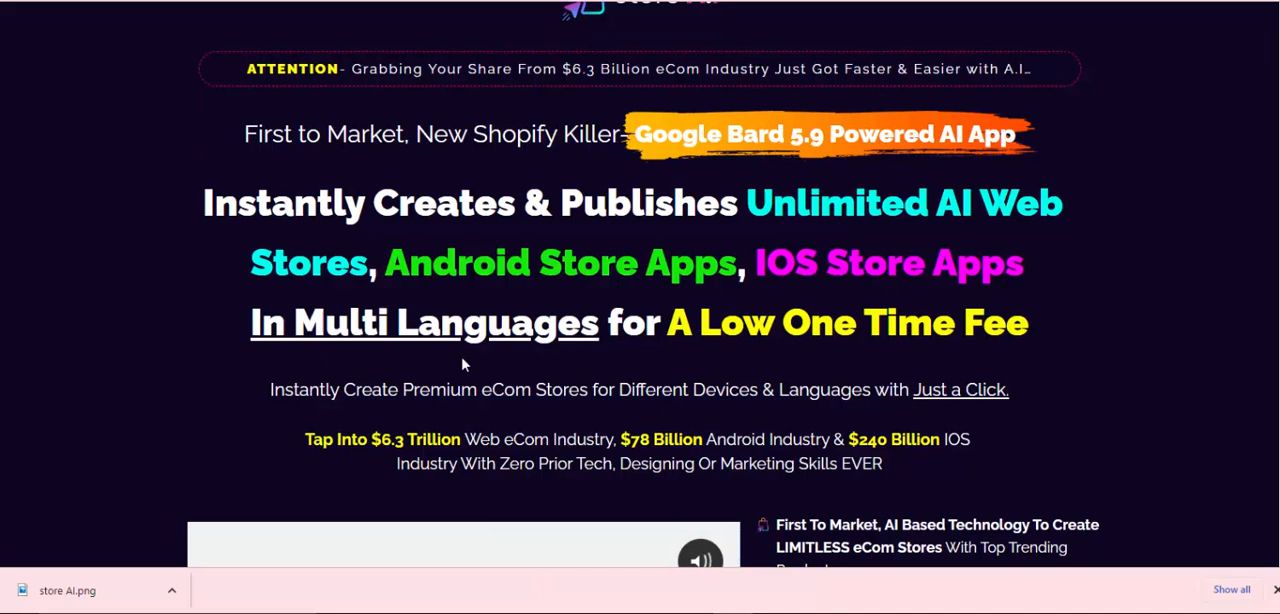 ATTENTION- Grabbing Your Share From $6.3 Billion eCom Industry Just Got Faster & Easier with A.I...
First to Market, New Shopify Killer- Google Bard 5.9 Powered AI App
Instantly Creates & Publishes Unlimited AI Web
Stores, Android Store Apps, IOS Store Apps
In Multi Languages for A Low One Time Fee
Instantly Create Premium eCom Stores for Different Devices & Languages with Just a Click.
Tap Into $6.3 Trillion Web eCom Industry, $78 Billion Android Industry & $240 Billion IOS
Industry With Zero Prior Tech, Designing Or Marketing Skills EVER
First To Market, AI Based Technology To Create
LIMITLESS eCom Stores With Top Trending
store AI.png
Show all